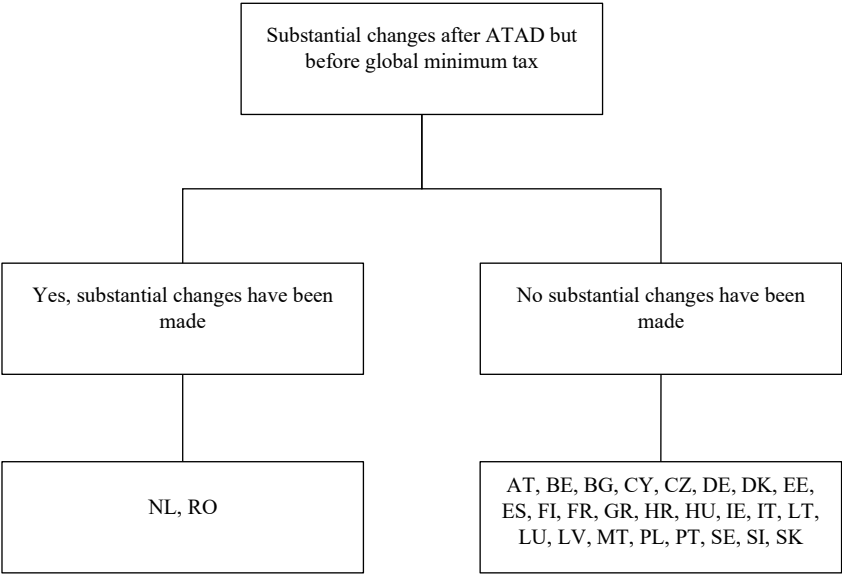 Substantial changes after ATAD but
before global minimum tax
Yes, substantial changes have been
made
No substantial changes have been
made
NL, RO
AT, BE, BG, CY, CZ, DE, DK, EE,
ES, FI, FR, GR, HR, HU, IE, IT, LT,
LU, LV, MT, PL, PT, SE, SI, SK